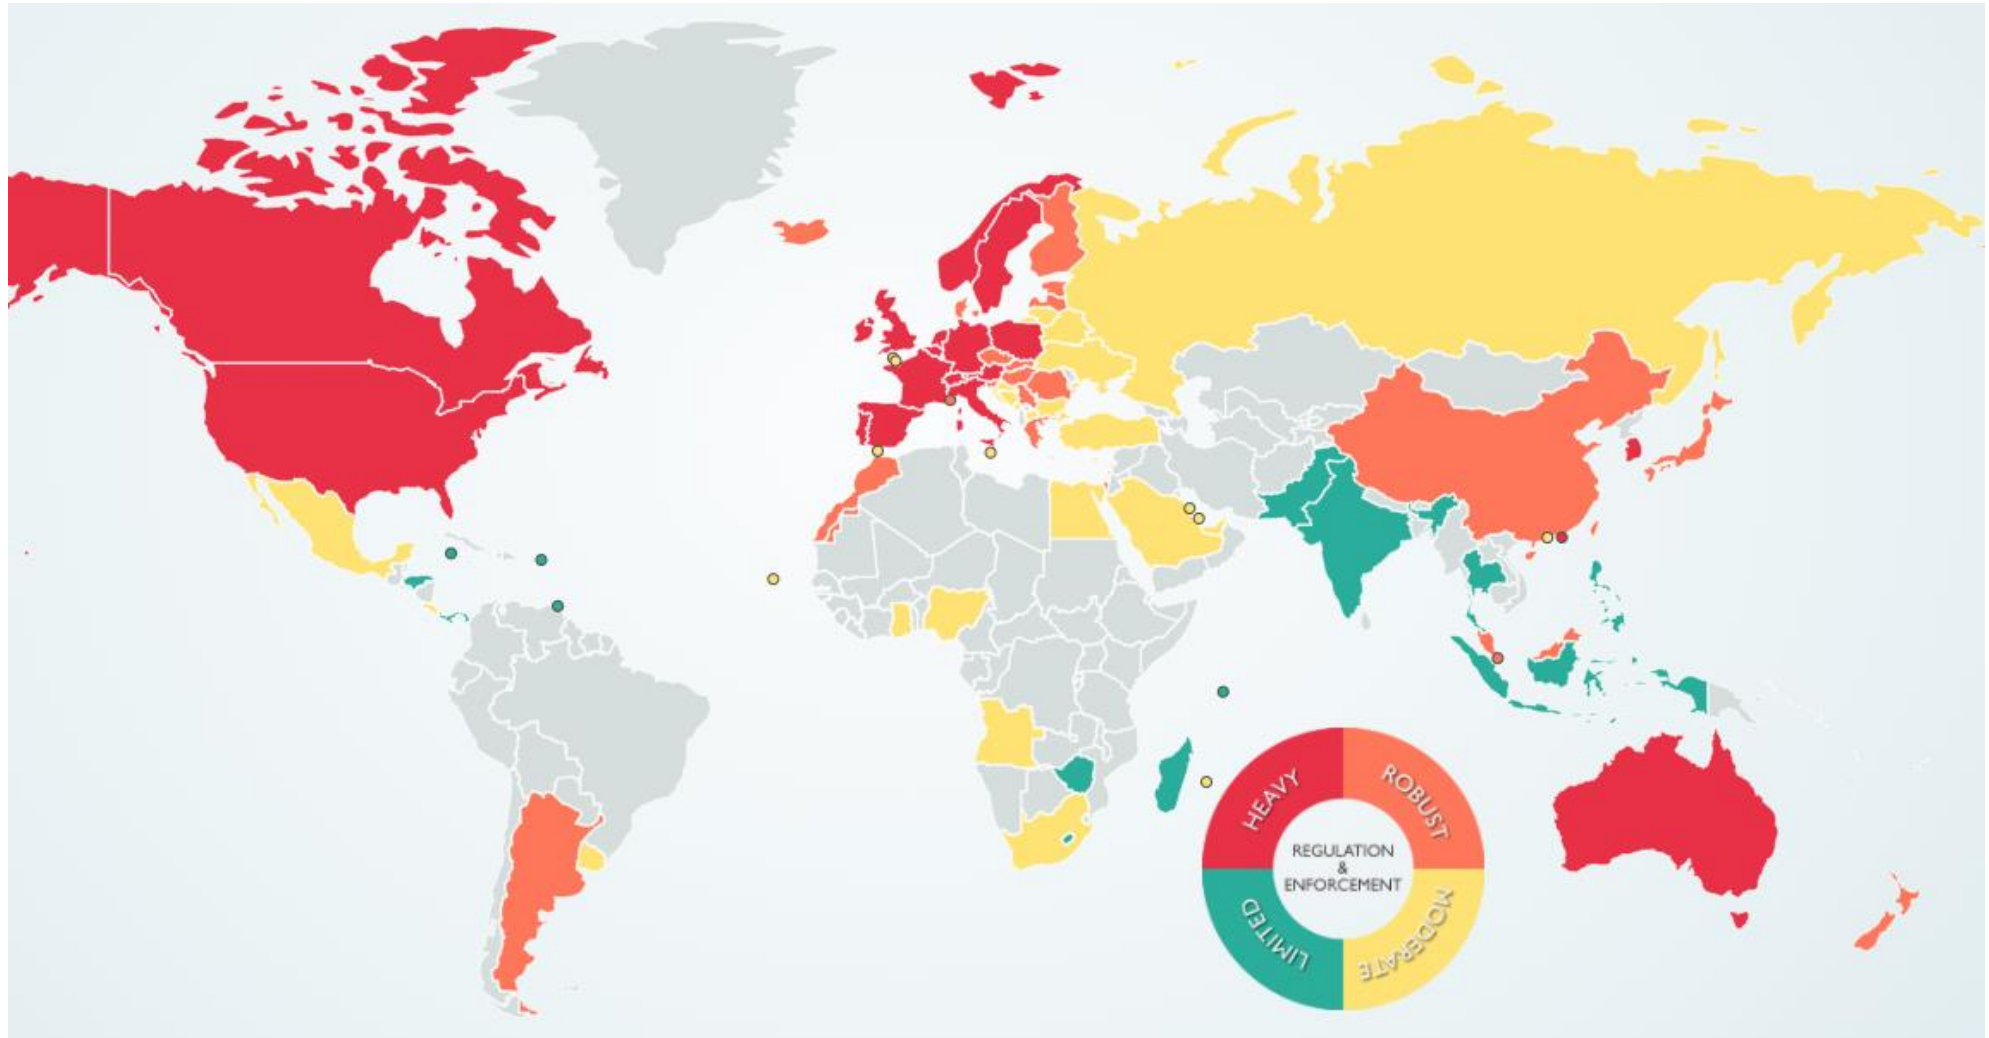 HEAVY
ROBUST
REGULATION
&
ENFORCEMENT
LIMITED
MODERATE